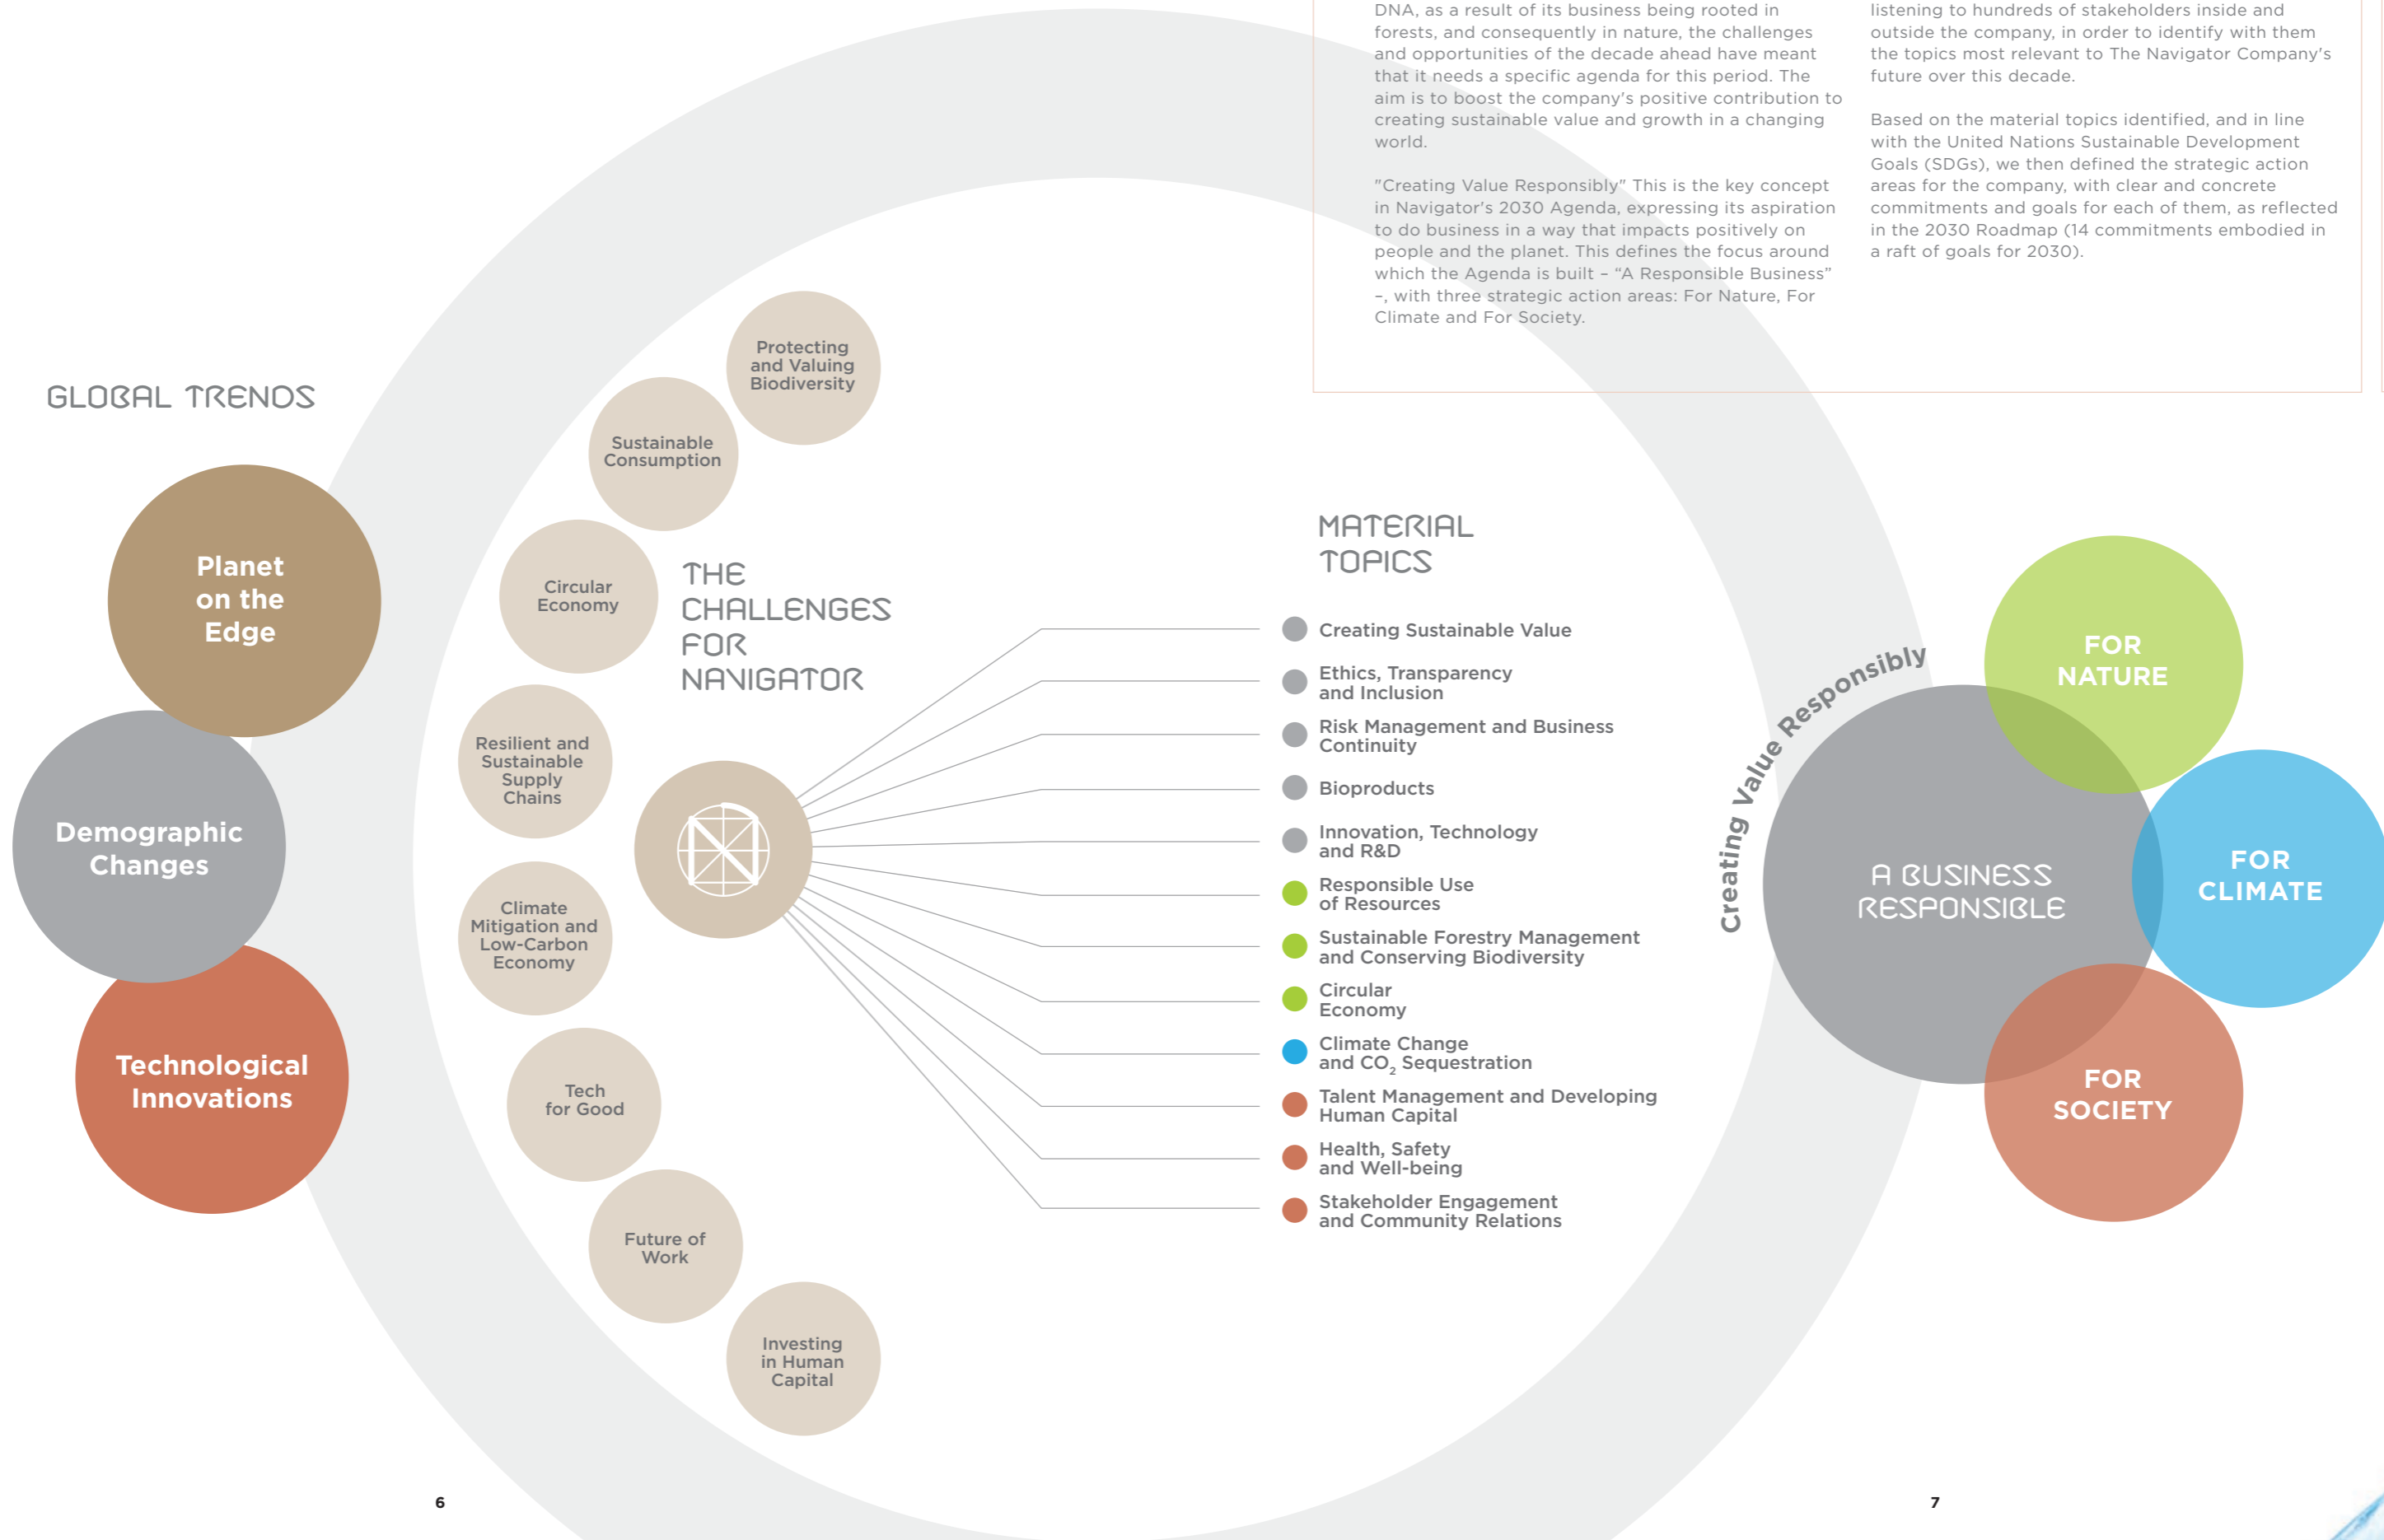 DNA, as a result of its business being rooted in
forests, and consequently in nature, the challenges
and opportunities of the decade ahead have meant
that it needs a specific agenda for this period. The
aim is to boost the company's positive contribution to
creating sustainable value and growth in a changing
world.
"Creating Value Responsibly" This is the key concept
in Navigator's 2030 Agenda, expressing its aspiration
to do business in a way that impacts positively on
people and the planet. This defines the focus around
which the Agenda is built – “A Responsible Business”
–, with three strategic action areas: For Nature, For
Climate and For Society.
listening to hundreds of stakeholders inside and
outside the company, in order to identify with them
the topics most relevant to The Navigator Company's
future over this decade.
Based on the material topics identified, and in line
with the United Nations Sustainable Development
Goals (SDGs), we then defined the strategic action
areas for the company, with clear and concrete
commitments and goals for each of them, as reflected
in the 2030 Roadmap (14 commitments embodied in
a raft of goals for 2030).
GLOBAL TRENDS
Planet
on the
Edge
Demographic
Changes
Technological
Innovations
Protecting
and Valuing
Biodiversity
Sustainable
Consumption
Circular
Economy
Resilient and
Sustainable
Supply
Chains
Climate
Mitigation and
Low-Carbon
Economy
Tech
for Good
Future of
Work
Investing
in Human
Capital
THE
CHALLENGES
FOR
NAVIGATOR
MATERIAL
TOPICS
Creating Sustainable Value
Ethics, Transparency
and Inclusion
Risk Management and Business
Continuity
Bioproducts
Innovation, Technology
and R&D
Responsible Use
of Resources
Sustainable Forestry Management
and Conserving Biodiversity
Circular
Economy
Climate Change
and CO₂ Sequestration
Talent Management and Developing
Human Capital
Health, Safety
and Well-being
Stakeholder Engagement
and Community Relations
Creating Value Responsibly
A BUSINESS
RESPONSIBLE
FOR
NATURE
FOR
CLIMATE
FOR
SOCIETY
6
7